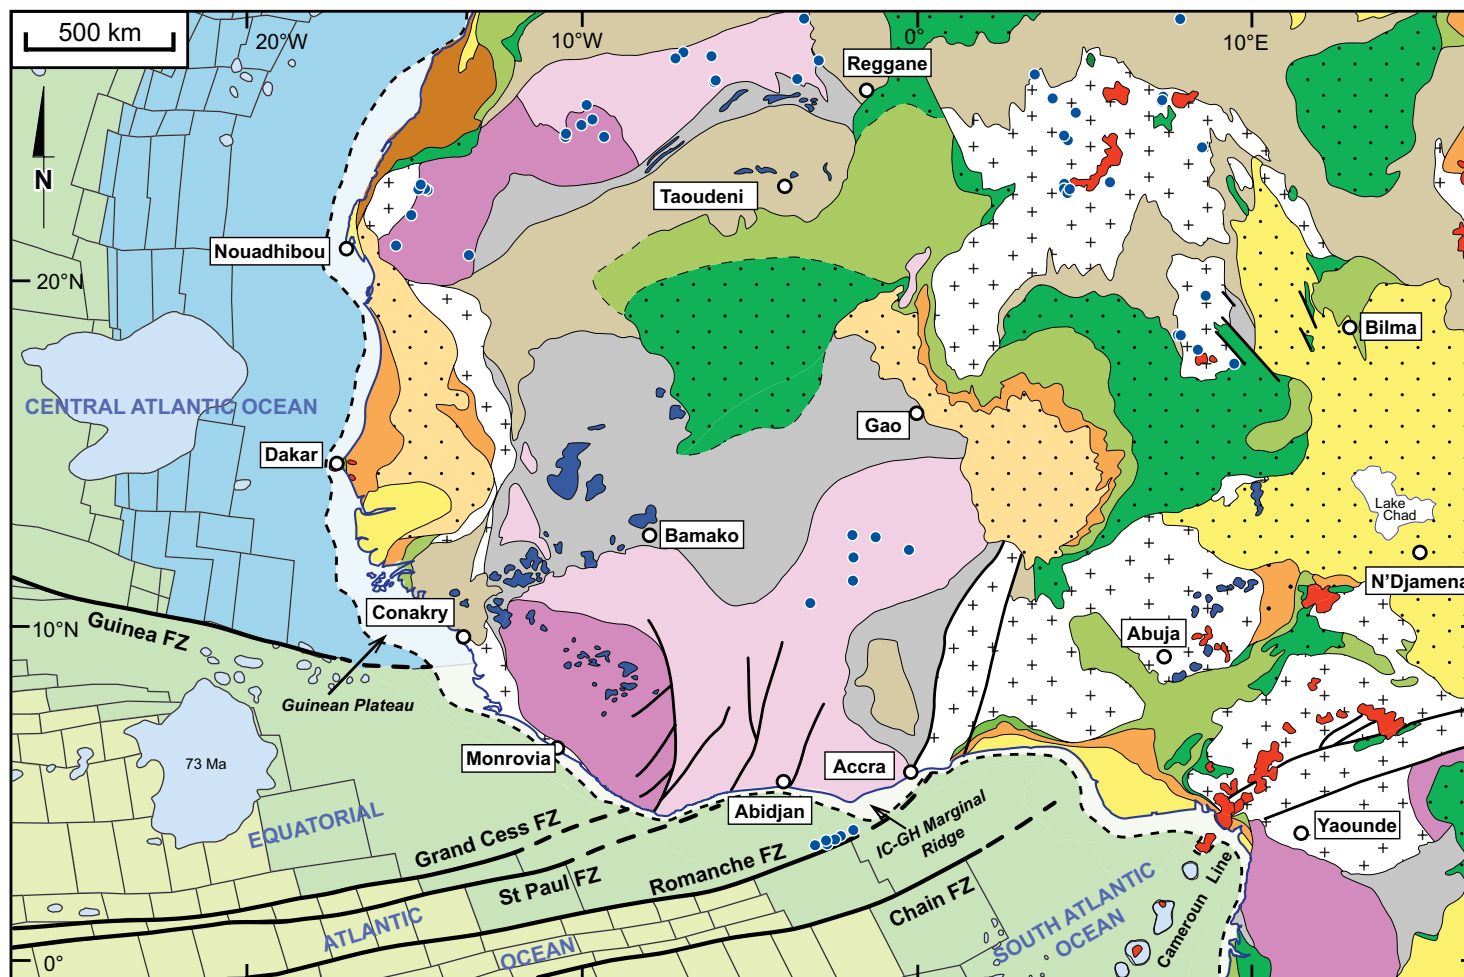 500 km
20°W
10°W
0°
10°E
Reggane
N
Taoudeni
Nouadhibou
20°N
Bilma
CENTRAL ATLANTIC OCEAN
Gao
Dakar
Lake
Chad
Bamako
N'Djamena
Conakry
10°N
Guinea FZ
Abuja
Guinean Plateau
Monrovia
73 Ma
Accra
Abidjan
EQUATORIAL
Grand Cess FZ
IC-GH Marginal
Ridge
Yaounde
St Paul FZ
Romanche FZ
Chain FZ
ATLANTIC
OCEAN
SOUTH ATLANTIC
OCEAN
Cameroun Line
0°